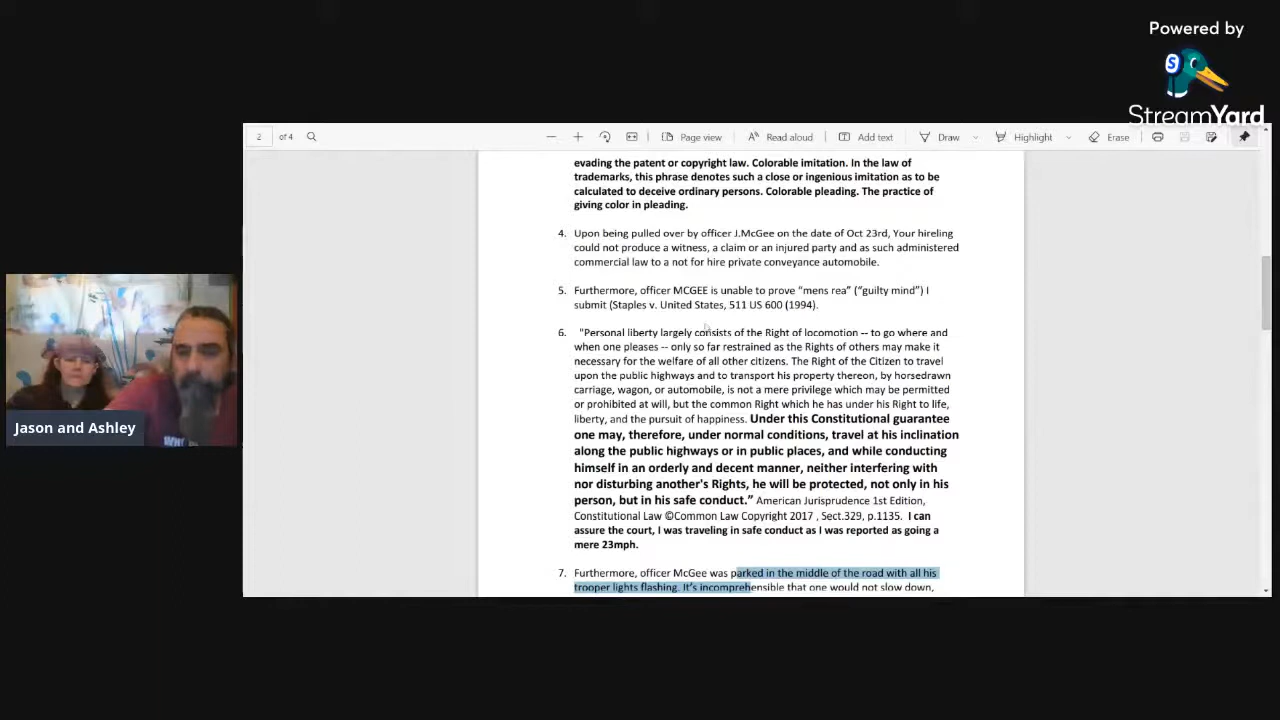 Powered by
StreamYard
2 of 4
Page view
Read aloud
Add text
Draw
Highlight
Erase
evading the patent or copyright law. Colorable imitation. In the law of
trademarks, this phrase denotes such a close or ingenious imitation as to be
calculated to deceive ordinary persons. Colorable pleading. The practice of
giving color in pleading.
4. Upon being pulled over by officer J.McGee on the date of Oct 23rd, Your hireling
could not produce a witness, a claim or an injured party and as such administered
commercial law to a not for hire private conveyance automobile.
5. Furthermore, officer MCGEE is unable to prove “mens rea” (“guilty mind”) I
submit (Staples v. United States, 511 US 600 (1994).
6. "Personal liberty largely consists of the Right of locomotion -- to go where and
when one pleases -- only so far restrained as the Rights of others may make it
necessary for the welfare of all other citizens. The Right of the Citizen to travel
upon the public highways and to transport his property thereon, by horsedrawn
carriage, wagon, or automobile, is not a mere privilege which may be permitted
or prohibited at will, but the common Right which he has under his Right to life,
liberty, and the pursuit of happiness. Under this Constitutional guarantee
one may, therefore, under normal conditions, travel at his inclination
along the public highways or in public places, and while conducting
himself in an orderly and decent manner, neither interfering with
nor disturbing another's Rights, he will be protected, not only in his
person, but in his safe conduct.” American Jurisprudence 1st Edition,
Constitutional Law ©Common Law Copyright 2017 , Sect.329, p.1135. I can
assure the court, I was traveling in safe conduct as I was reported as going a
mere 23mph.
7. Furthermore, officer McGee was parked in the middle of the road with all his
trooper lights flashing. It’s incomprehensible that one would not slow down,
Jason and Ashley